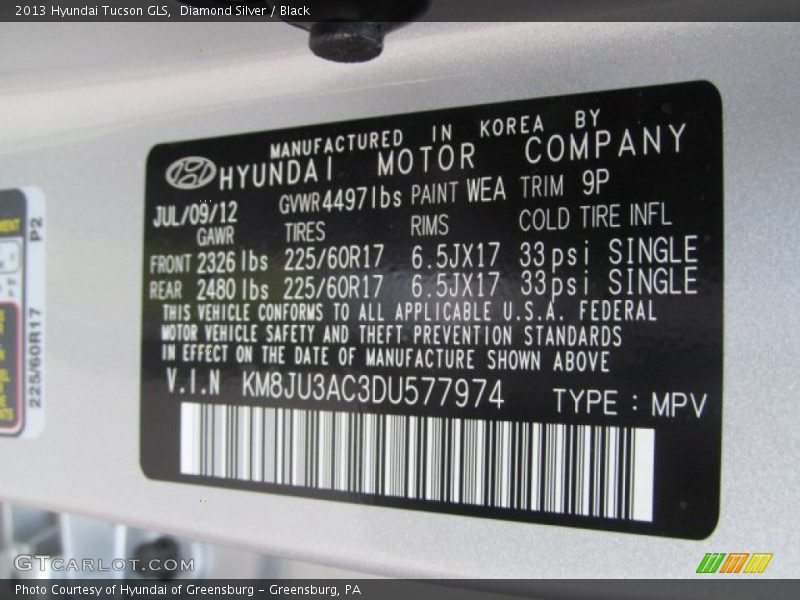 2013 Hyundai Tucson GLS, Diamond Silver / Black
MANUFACTURED IN KOREA BY
HYUNDAI MOTOR COMPANY
JUL/09/12 GVWR 4497lbs PAINT WEA TRIM 9P
GAWR TIRES RIMS COLD TIRE INFL
FRONT 2326 lbs 225/60R17 6.5JX17 33psi SINGLE
REAR 2480 lbs 225/60R17 6.5JX17 33psi SINGLE
THIS VEHICLE CONFORMS TO ALL APPLICABLE U.S.A. FEDERAL
MOTOR VEHICLE SAFETY AND THEFT PREVENTION STANDARDS
IN EFFECT ON THE DATE OF MANUFACTURE SHOWN ABOVE
V.I.N KM8JU3AC3DU577974 TYPE : MPV
225/60R17 P2
GTCARLOT.COM
Photo Courtesy of Hyundai of Greensburg - Greensburg, PA